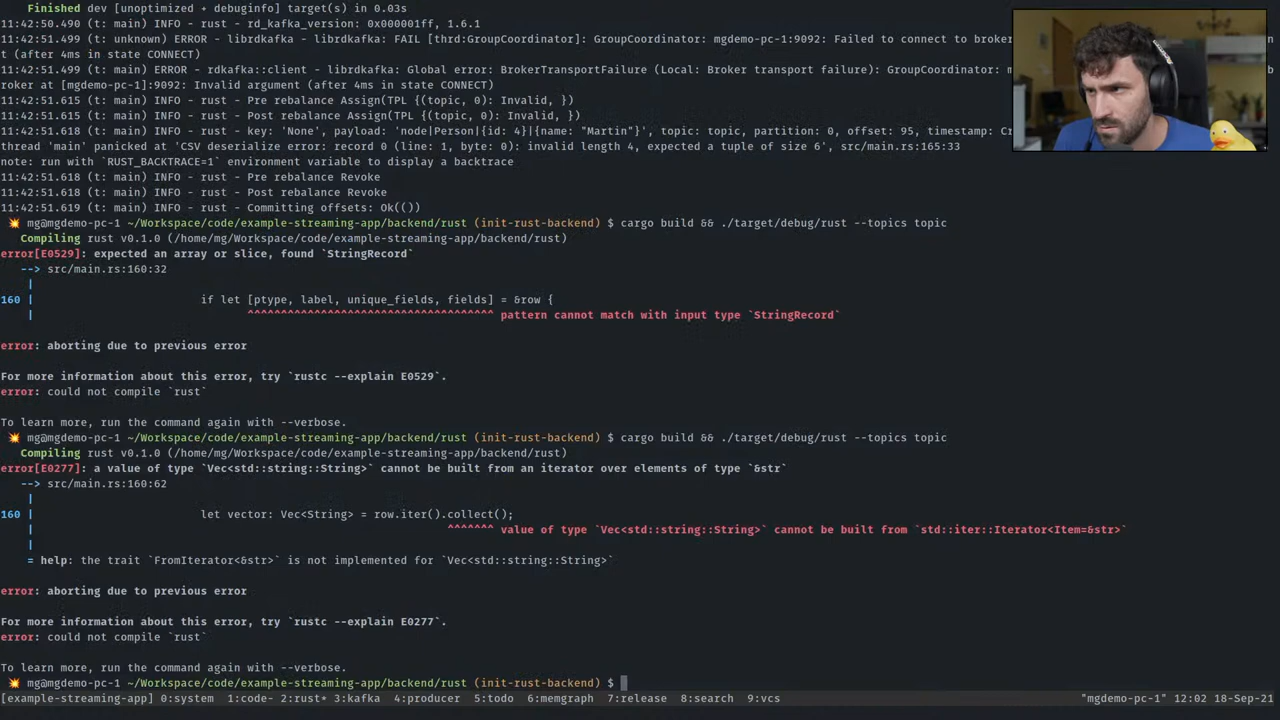 Finished dev [unoptimized + debuginfo] target(s) in 0.03s
11:42:50.490 (t: main) INFO - rust - rd_kafka_version: 0x000001ff, 1.6.1
11:42:51.499 (t: unknown) ERROR - librdkafka - librdkafka: FAIL [thrd:GroupCoordinator]: GroupCoordinator: mgdemo-pc-1:9092: Failed to connect to broker
t (after 4ms in state CONNECT)
11:42:51.499 (t: main) ERROR - rdkafka::client - librdkafka: Global error: BrokerTransportFailure (Local: Broker transport failure): GroupCoordinator: m
roker at [mgdemo-pc-1]:9092: Invalid argument (after 4ms in state CONNECT)
11:42:51.615 (t: main) INFO - rust - Pre rebalance Assign(TPL {(topic, 0): Invalid, })
11:42:51.615 (t: main) INFO - rust - Post rebalance Assign(TPL {(topic, 0): Invalid, })
11:42:51.618 (t: main) INFO - rust - key: 'None', payload: 'node|Person|{id: 4}|{name: "Martin"}', topic: topic, partition: 0, offset: 95, timestamp: Cr
thread 'main' panicked at 'CSV deserialize error: record 0 (line: 1, byte: 0): invalid length 4, expected a tuple of size 6', src/main.rs:165:33
note: run with `RUST_BACKTRACE=1` environment variable to display a backtrace
11:42:51.618 (t: main) INFO - rust - Pre rebalance Revoke
11:42:51.618 (t: main) INFO - rust - Post rebalance Revoke
11:42:51.619 (t: main) INFO - rust - Committing offsets: Ok(())
💥 mg@mgdemo-pc-1 ~/Workspace/code/example-streaming-app/backend/rust (init-rust-backend) $ cargo build && ./target/debug/rust --topics topic
Compiling rust v0.1.0 (/home/mg/Workspace/code/example-streaming-app/backend/rust)
error[E0529]: expected an array or slice, found `StringRecord`
--> src/main.rs:160:32
|
160 | if let [ptype, label, unique_fields, fields] = &row {
| ^^^^^^^^^^^^^^^^^^^^^^^^^^^^^^^^^^^^^ pattern cannot match with input type `StringRecord`
error: aborting due to previous error
For more information about this error, try `rustc --explain E0529`.
error: could not compile `rust`
To learn more, run the command again with --verbose.
💥 mg@mgdemo-pc-1 ~/Workspace/code/example-streaming-app/backend/rust (init-rust-backend) $ cargo build && ./target/debug/rust --topics topic
Compiling rust v0.1.0 (/home/mg/Workspace/code/example-streaming-app/backend/rust)
error[E0277]: a value of type `Vec<std::string::String>` cannot be built from an iterator over elements of type `&str`
--> src/main.rs:160:62
|
160 | let vector: Vec<String> = row.iter().collect();
| ^^^^^^^ value of type `Vec<std::string::String>` cannot be built from `std::iter::Iterator<Item=&str>`
|
= help: the trait `FromIterator<&str>` is not implemented for `Vec<std::string::String>`
error: aborting due to previous error
For more information about this error, try `rustc --explain E0277`.
error: could not compile `rust`
To learn more, run the command again with --verbose.
💥 mg@mgdemo-pc-1 ~/Workspace/code/example-streaming-app/backend/rust (init-rust-backend) $
[example-streaming-app] 0:system 1:code- 2:rust* 3:kafka 4:producer 5:todo 6:memgraph 7:release 8:search 9:vcs "mgdemo-pc-1" 12:02 18-Sep-21